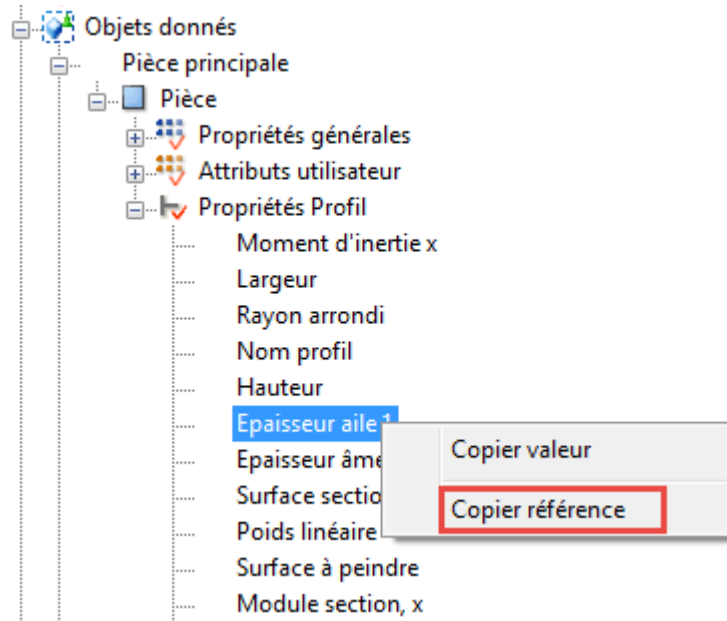 Objets donnés
Pièce principale
Pièce
Propriétés générales
Attributs utilisateur
Propriétés Profil
Moment d'inertie x
Largeur
Rayon arrondi
Nom profil
Hauteur
Epaisseur aile 1
Copier valeur
Epaisseur âme
Surface sectio
Copier référence
Poids linéaire
Surface à peindre
Module section, x